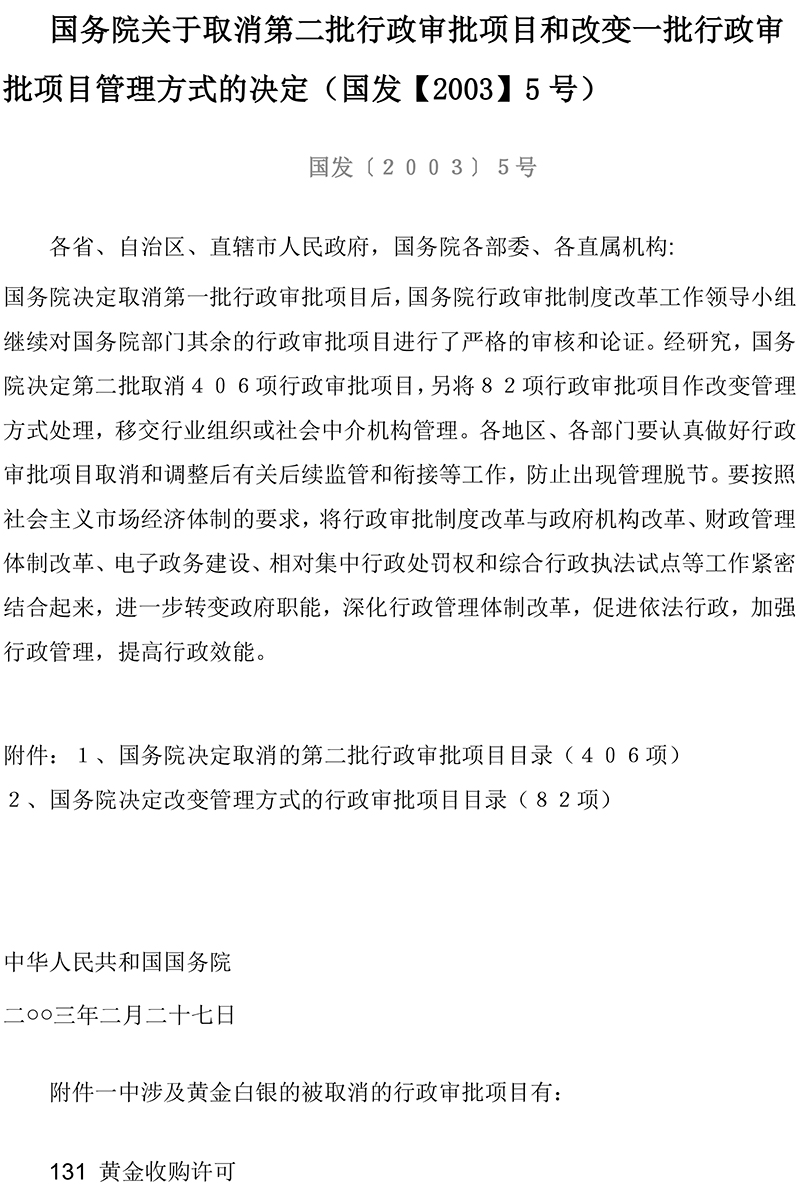 国务院关于取消第二批行政审批项目和改变一批行政审
批项目管理方式的决定（国发【2003】5 号）
国发〔２００３〕５号
各省、自治区、直辖市人民政府，国务院各部委、各直属机构:
国务院决定取消第一批行政审批项目后，国务院行政审批制度改革工作领导小组
继续对国务院部门其余的行政审批项目进行了严格的审核和论证。经研究，国务
院决定第二批取消４０６项行政审批项目，另将８２项行政审批项目作改变管理
方式处理，移交行业组织或社会中介机构管理。各地区、各部门要认真做好行政
审批项目取消和调整后有关后续监管和衔接等工作，防止出现管理脱节。要按照
社会主义市场经济体制的要求，将行政审批制度改革与政府机构改革、财政管理
体制改革、电子政务建设、相对集中行政处罚权和综合行政执法试点等工作紧密
结合起来，进一步转变政府职能，深化行政管理体制改革，促进依法行政，加强
行政管理，提高行政效能。
附件：１、国务院决定取消的第二批行政审批项目目录（４０６项）
２、国务院决定改变管理方式的行政审批项目目录（８２项）
中华人民共和国国务院
二○○三年二月二十七日
附件一中涉及黄金白银的被取消的行政审批项目有：
131 黄金收购许可